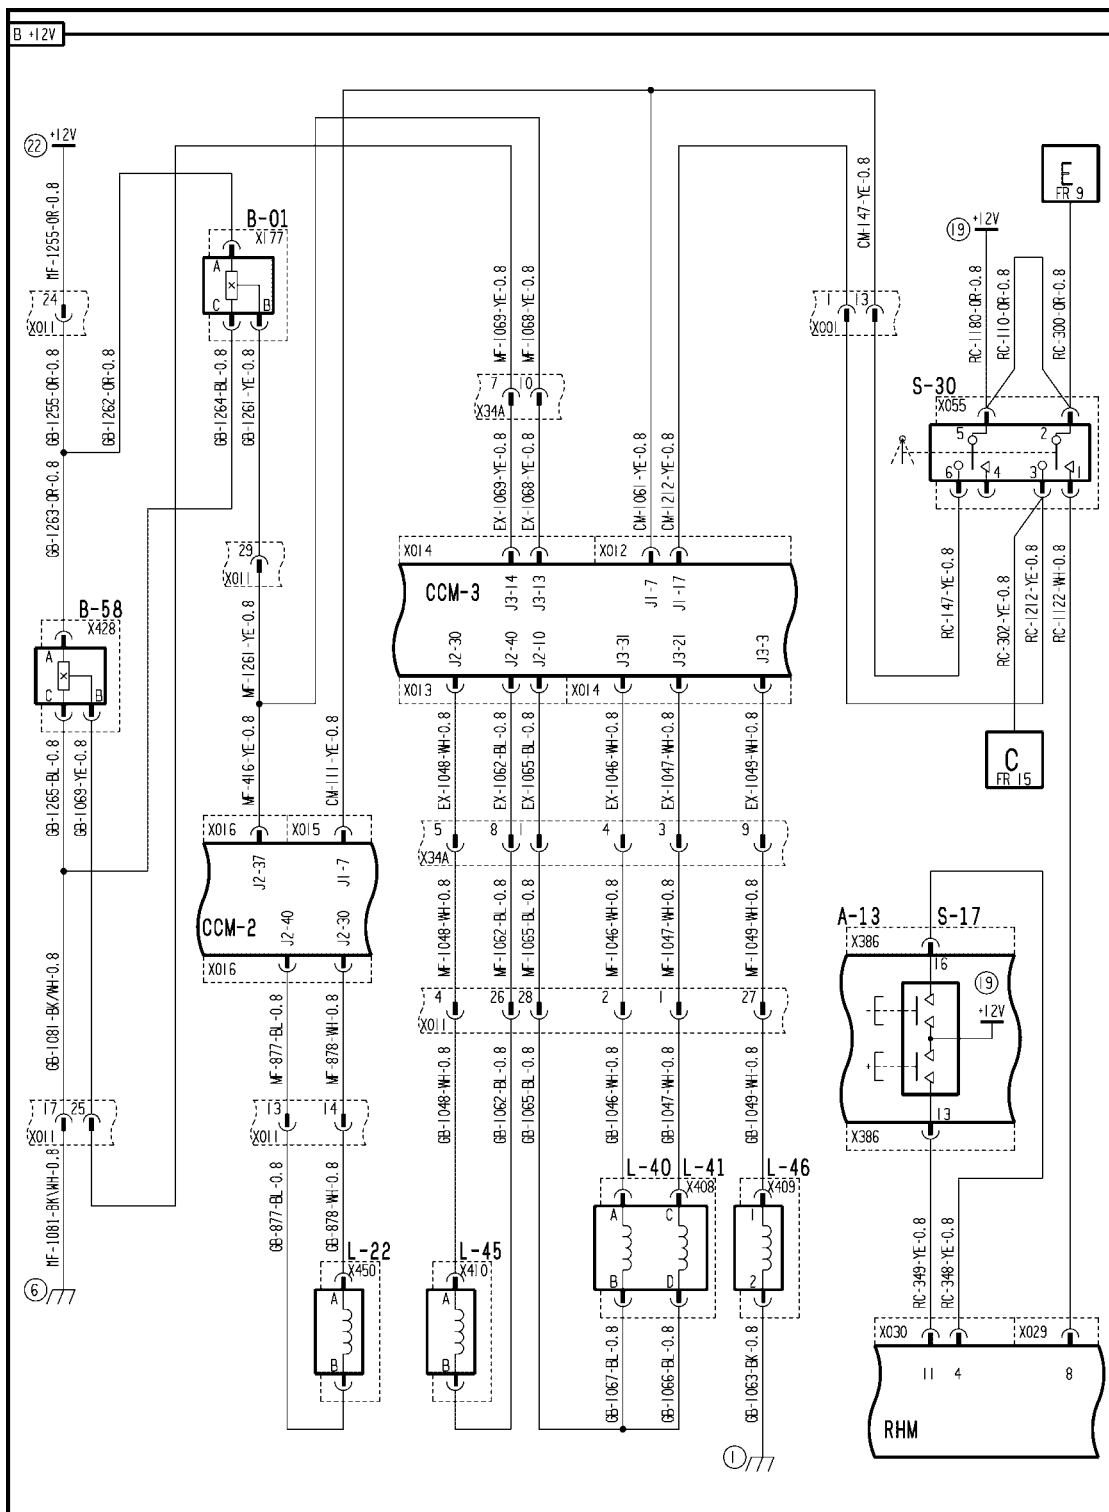 B +12V
22
+12V
MF-1255-OR-0.8
GB-1255-OR-0.8
GB-1262-OR-0.8
GB-1263-OR-0.8
24
X011
B-01
X177
A
C
B
GB-1264-BL-0.8
GB-1261-YE-0.8
29
X011
MF-1261-YE-0.8
MF-416-YE-0.8
CM-111-YE-0.8
B-58
X428
A
C
B
GB-1265-BL-0.8
GB-1069-YE-0.8
GB-1081-BK/WH-0.8
17 25
X011
MF-1081-BK\WH-0.8
6
X016 X015
J2-37
J1-7
CCM-2
J2-40
J2-30
X016
MF-877-BL-0.8
MF-878-WH-0.8
13 14
X011
GB-877-BL-0.8
GB-878-WH-0.8
L-22
X450
A
B
MF-1069-YE-0.8
MF-1068-YE-0.8
7 10
X34A
EX-1069-YE-0.8
EX-1068-YE-0.8
CM-1061-YE-0.8
CM-1212-YE-0.8
X014 X012
CCM-3
J3-14
J3-13
J1-7
J1-17
J2-30
J2-40
J2-10
J3-31
J3-21
J3-3
X013 X014
EX-1048-WH-0.8
EX-1062-BL-0.8
EX-1065-BL-0.8
EX-1046-WH-0.8
EX-1047-WH-0.8
EX-1049-WH-0.8
5 8 1 4 3 9
X34A
MF-1048-WH-0.8
MF-1062-BL-0.8
MF-1065-BL-0.8
MF-1046-WH-0.8
MF-1047-WH-0.8
MF-1049-WH-0.8
4 26 28 2 1 27
X011
GB-1048-WH-0.8
GB-1062-BL-0.8
GB-1065-BL-0.8
GB-1046-WH-0.8
GB-1047-WH-0.8
GB-1049-WH-0.8
L-45
X410
A
B
L-40 L-41
X408
A C
B D
GB-1067-BL-0.8
GB-1066-BL-0.8
L-46
X409
1
2
GB-1063-BK-0.8
1
CM-147-YE-0.8
1 13
X001
E
FR 9
19
+12V
RC-1180-OR-0.8
RC-110-OR-0.8
RC-300-OR-0.8
S-30
X055
5 2
6 4 3 1
RC-147-YE-0.8
RC-302-YE-0.8
RC-1212-YE-0.8
RC-1122-WH-0.8
C
FR 15
A-13 S-17
X386
16
19
+12V
+
13
X386
RC-349-YE-0.8
RC-348-YE-0.8
X030 X029
11 4 8
RHM